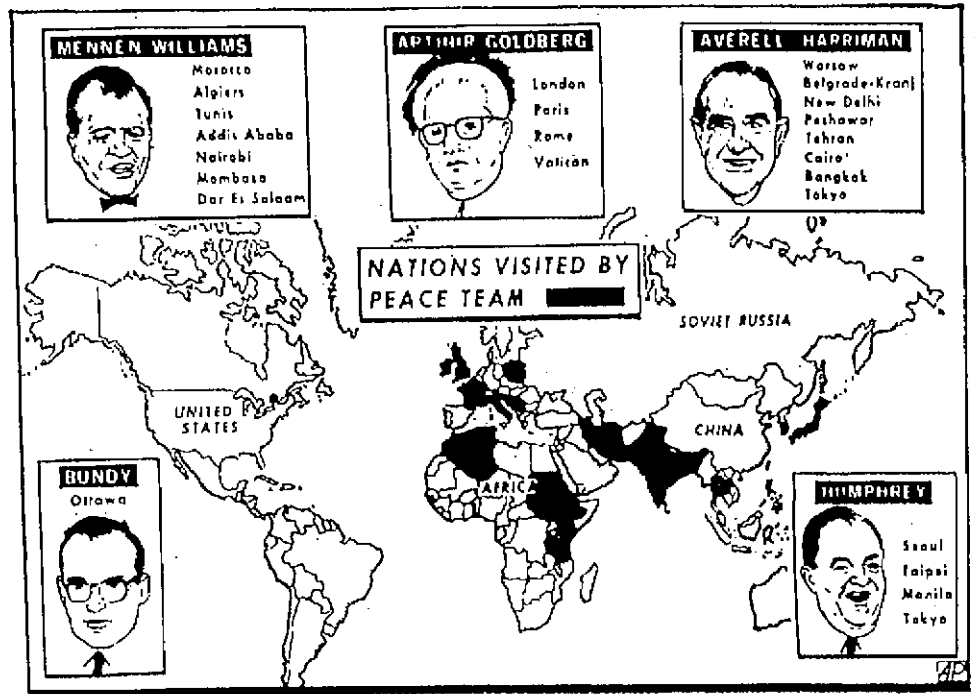 MENNEN WILLIAMS
Morocco
Algiers
Tunis
Addis Ababa
Nairobi
Mombasa
Dar Es Salaam
ARTHUR GOLDBERG
London
Paris
Rome
Vatican
AVERELL HARRIMAN
Warsaw
Belgrade-Kranj
New Delhi
Peshawar
Tehran
Cairo
Bangkok
Tokyo
NATIONS VISITED BY
PEACE TEAM
SOVIET RUSSIA
UNITED
STATES
CHINA
AFRICA
BUNDY
Ottawa
HUMPHREY
Seoul
Taipei
Manila
Tokyo
AP